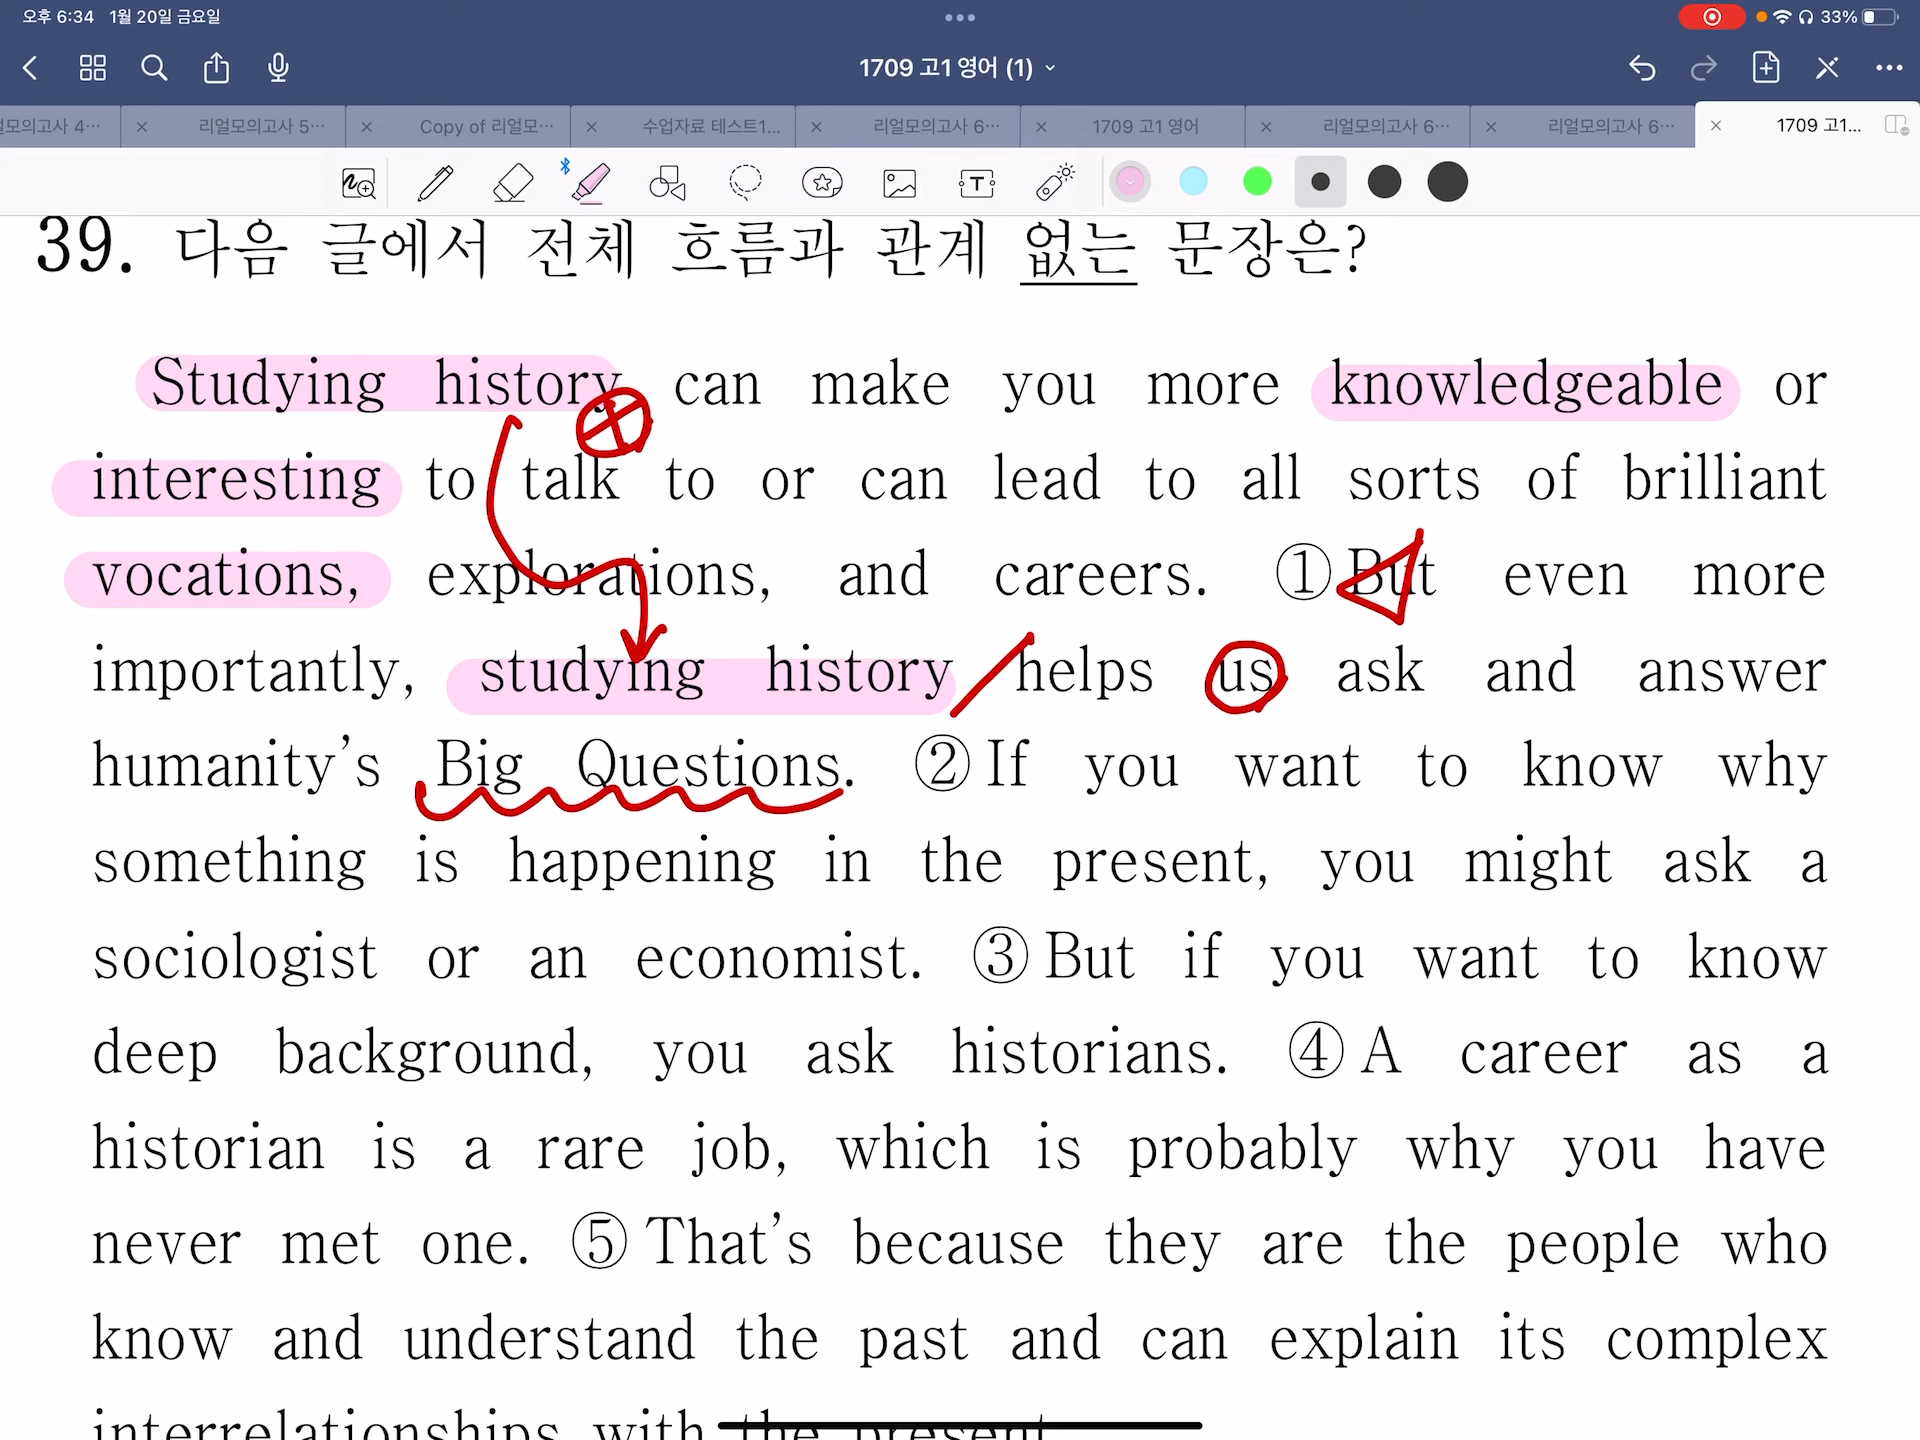 오후 6:34 1월 20일 금요일
33%
1709 고1 영어 (1)
모의고사 4… 리얼모의고사 5… Copy of 리얼모… 수업자료 테스트1... 리얼모의고사 6… 1709 고1 영어 리얼모의고사 6… 리얼모의고사 6… 1709 고1...
39. 다음 글에서 전체 흐름과 관계 없는 문장은?
Studying history can make you more knowledgeable or
interesting to talk to or can lead to all sorts of brilliant
vocations, explorations, and careers. ① But even more
importantly, studying history helps us ask and answer
humanity's Big Questions. ② If you want to know why
something is happening in the present, you might ask a
sociologist or an economist. ③ But if you want to know
deep background, you ask historians. ④ A career as a
historian is a rare job, which is probably why you have
never met one. ⑤ That's because they are the people who
know and understand the past and can explain its complex
interrelationships with the present.